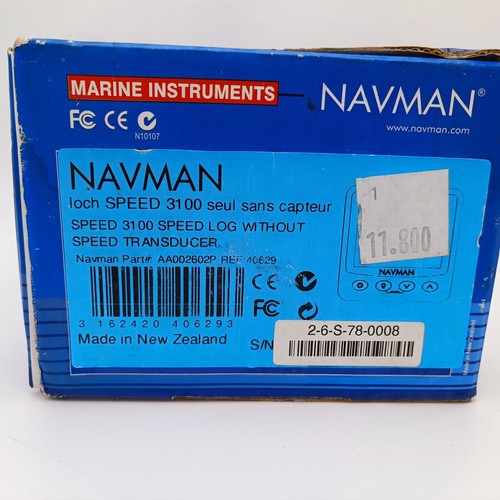 MARINE INSTRUMENTS
NAVMAN®
www.navman.com
FC CE
N10107
NAVMAN
loch SPEED 3100 seul sans capteur
SPEED 3100 SPEED LOG WITHOUT
SPEED TRANSDUCER
Navman Part#: AA002602P REF 40629
3 162420 406293
CE
FC
Made in New Zealand
S/N
1
11.800
NAVMAN
2-6-S-78-0008